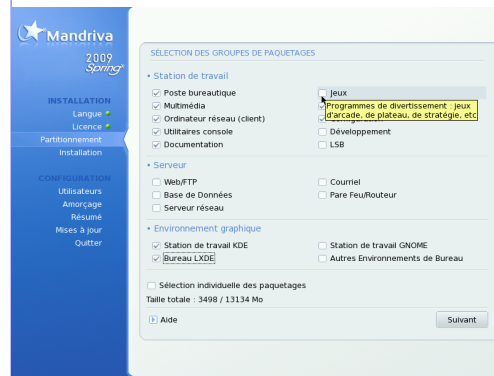 Mandriva
2009
Spring
INSTALLATION
Langue
Licence
Partitionnement
Installation
CONFIGURATION
Utilisateurs
Amorçage
Résumé
Mises à jour
Quitter
SÉLECTION DES GROUPES DE PAQUETAGES
• Station de travail
Poste bureautique
Jeux
Multimédia
Programmes de divertissement : jeux
d'arcade, de plateau, de stratégie, etc
Ordinateur réseau (client)
Utilitaires console
Développement
Documentation
LSB
• Serveur
Web/FTP
Courriel
Base de Données
Pare Feu/Routeur
Serveur réseau
• Environnement graphique
Station de travail KDE
Station de travail GNOME
Bureau LXDE
Autres Environnements de Bureau
Sélection individuelle des paquetages
Taille totale : 3498 / 13134 Mo
Aide
Suivant